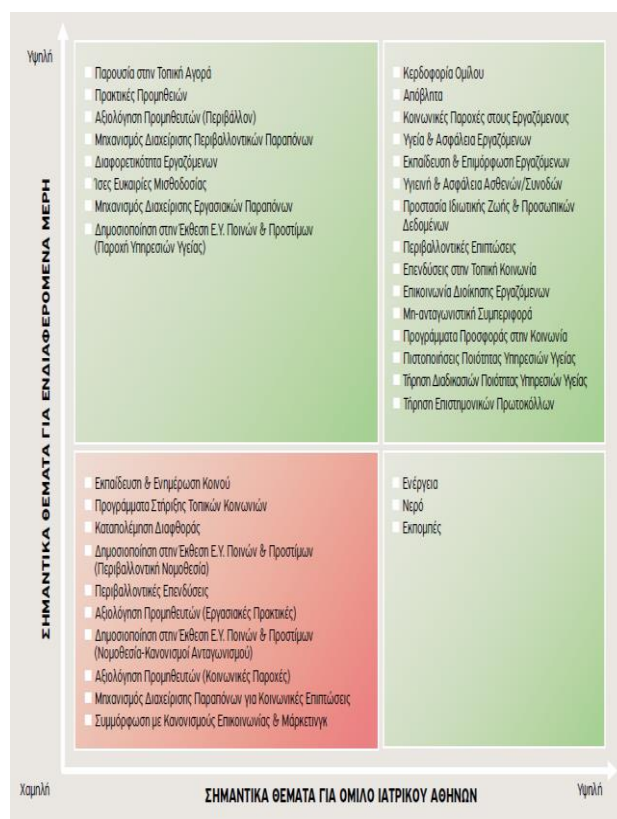 Υψηλή
ΣΗΜΑΝΤΙΚΑ ΘΕΜΑΤΑ ΓΙΑ ΕΝΔΙΑΦΕΡΟΜΕΝΑ ΜΕΡΗ
Παρουσία στην Τοπική Αγορά
Πρακτικές Προμηθειών
Αξιολόγηση Προμηθευτών (Περιβάλλον)
Μηχανισμός Διαχείρισης Περιβαλλοντικών Παραπόνων
Διαφορετικότητα Εργαζόμενων
Ίσες Ευκαιρίες Μισθοδοσίας
Μηχανισμός Διαχείρισης Εργασιακών Παραπόνων
Δημοσιοποίηση στην Έκθεση Ε.Υ. Ποινών & Προστίμων
(Παροχή Υπηρεσιών Υγείας)
Κερδοφορία Ομίλου
Απόβλητα
Κοινωνικές Παροχές στους Εργαζόμενους
Υγεία & Ασφάλεια Εργαζόμενων
Εκπαίδευση & Επιμόρφωση Εργαζόμενων
Υγιεινή & Ασφάλεια Ασθενών/Συνοδών
Προστασία Ιδιωτικής Ζωής & Προσωπικών
Δεδομένων
Περιβαλλοντικές Επιπτώσεις
Επενδύσεις στην Τοπική Κοινωνία
Επικοινωνία Διοίκησης Εργαζόμενων
Μη-ανταγωνιστική Συμπεριφορά
Προγράμματα Προσφοράς στην Κοινωνία
Πιστοποιήσεις Ποιότητας Υπηρεσιών Υγείας
Τήρηση Διαδικασιών Ποιότητας Υπηρεσιών Υγείας
Τήρηση Επιστημονικών Πρωτοκόλλων
Εκπαίδευση & Ενημέρωση Κοινού
Προγράμματα Στήριξης Τοπικών Κοινωνιών
Καταπολέμηση Διαφθοράς
Δημοσιοποίηση στην Έκθεση Ε.Υ. Ποινών & Προστίμων
(Περιβαλλοντική Νομοθεσία)
Περιβαλλοντικές Επενδύσεις
Αξιολόγηση Προμηθευτών (Εργασιακές Πρακτικές)
Δημοσιοποίηση στην Έκθεση Ε.Υ. Ποινών & Προστίμων
(Νομοθεσία-Κανονισμοί Ανταγωνισμού)
Αξιολόγηση Προμηθευτών (Κοινωνικές Παροχές)
Μηχανισμός Διαχείρισης Παραπόνων για Κοινωνικές Επιπτώσεις
Συμμόρφωση με Κανονισμούς Επικοινωνίας & Μάρκετινγκ
Ενέργεια
Νερό
Εκπομπές
Χαμηλή
ΣΗΜΑΝΤΙΚΑ ΘΕΜΑΤΑ ΓΙΑ ΟΜΙΛΟ ΙΑΤΡΙΚΟΥ ΑΘΗΝΩΝ
Υψηλή